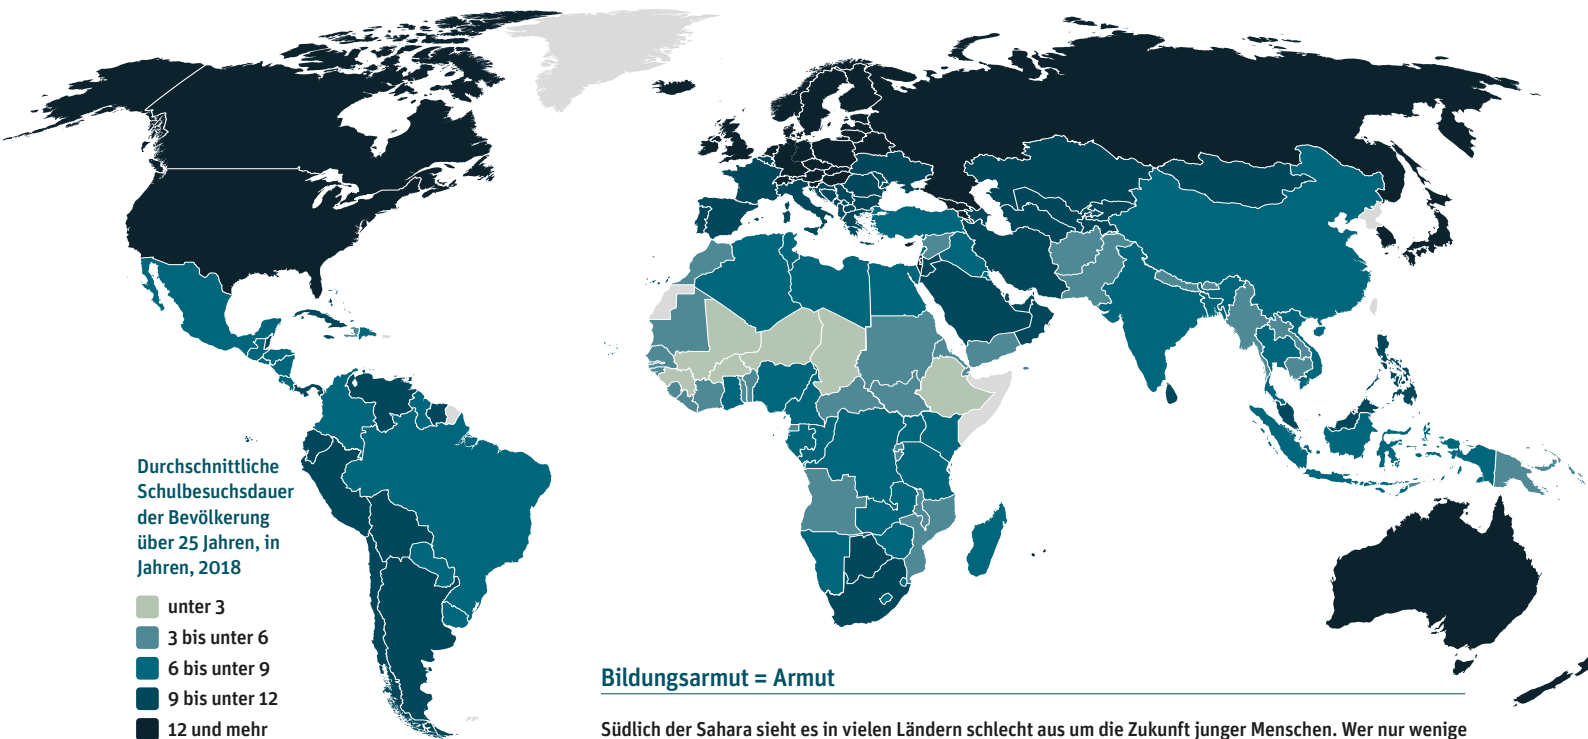 Durchschnittliche
Schulbesuchsdauer
der Bevölkerung
über 25 Jahren, in
Jahren, 2018
unter 3
3 bis unter 6
6 bis unter 9
9 bis unter 12
12 und mehr
Bildungsarmut = Armut
Südlich der Sahara sieht es in vielen Ländern schlecht aus um die Zukunft junger Menschen. Wer nur wenige